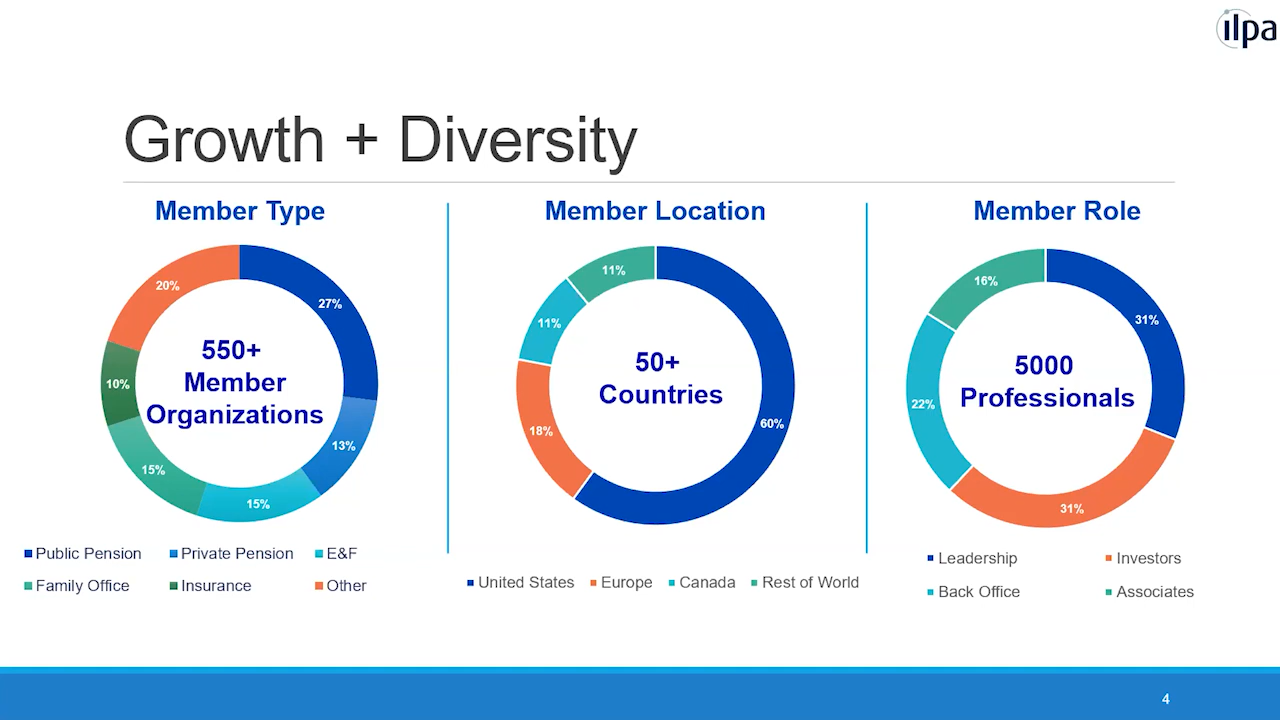 ilpa
Growth + Diversity
Member Type
27%
13%
15%
15%
10%
20%
550+
Member
Organizations
Public Pension
Private Pension
E&F
Family Office
Insurance
Other
Member Location
60%
18%
11%
11%
50+
Countries
United States
Europe
Canada
Rest of World
Member Role
31%
31%
22%
16%
5000
Professionals
Leadership
Investors
Back Office
Associates
4